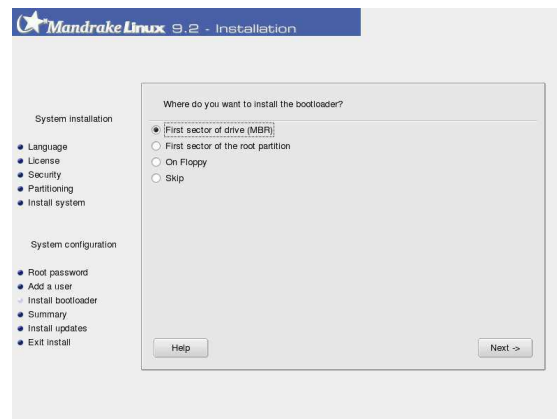 Mandrake Linux 9.2 - Installation
System installation
Language
License
Security
Partitioning
Install system
System configuration
Root password
Add a user
Install bootloader
Summary
Install updates
Exit install
Where do you want to install the bootloader?
First sector of drive (MBR)
First sector of the root partition
On Floppy
Skip
Help
Next ->